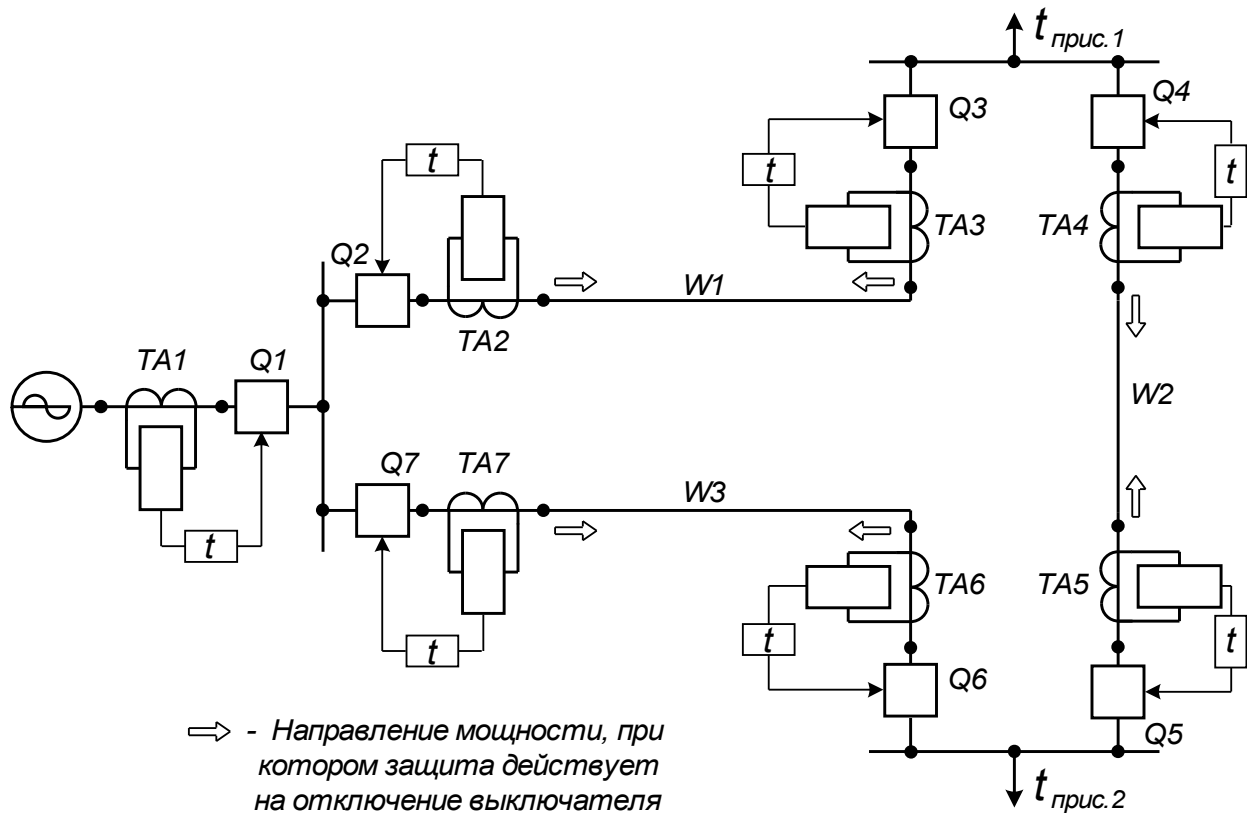 t прис.1
Q3
Q4
t
t
t
Q2
TA3
TA4
W1
TA2
TA1
Q1
W2
Q7
TA7
W3
t
TA6
TA5
t
t
t
Q6
Q5
- Направление мощности, при
котором защита действует
на отключение выключателя
t прис.2